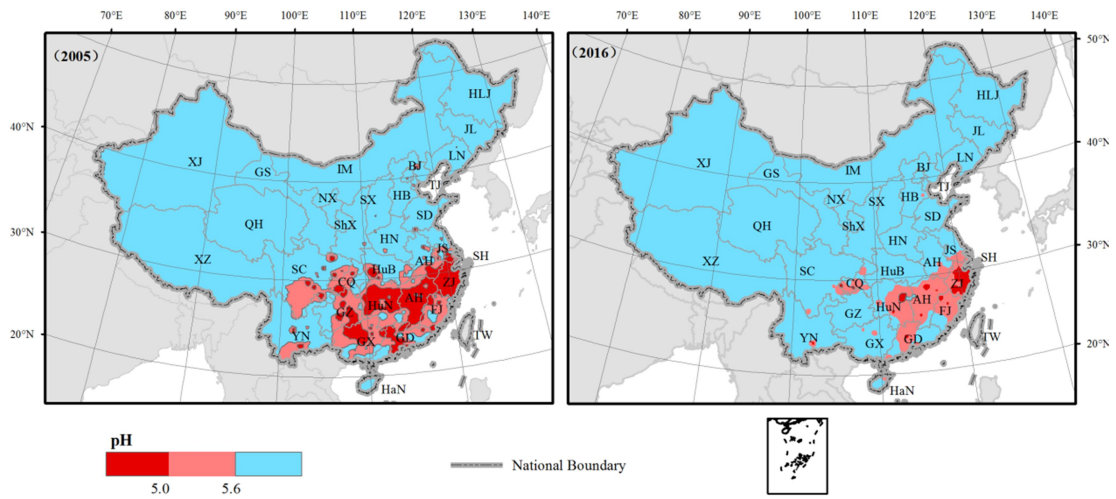 70°E 80°E 90°E 100°E 110°E 120°E 130°E 140°E
70°E 80°E 90°E 100°E 110°E 120°E 130°E 140°E
50°N
40°N
30°N
20°N
40°N
30°N
20°N
（2005）
HLJ
JL
LN
XJ
GS
IM
BJ
TJ
NX
SX
HB
SD
QH
ShX
HN
JS
SH
XZ
SC
HuB
AH
CQ
ZJ
HuN
AH
GZ
FJ
YN
GX
GD
TW
HaN
（2016）
HLJ
JL
LN
XJ
GS
IM
BJ
TJ
NX
SX
HB
SD
QH
ShX
HN
JS
SH
XZ
SC
HuB
AH
CQ
ZJ
HuN
AH
GZ
FJ
YN
GX
GD
TW
HaN
pH
5.0 5.6
National Boundary